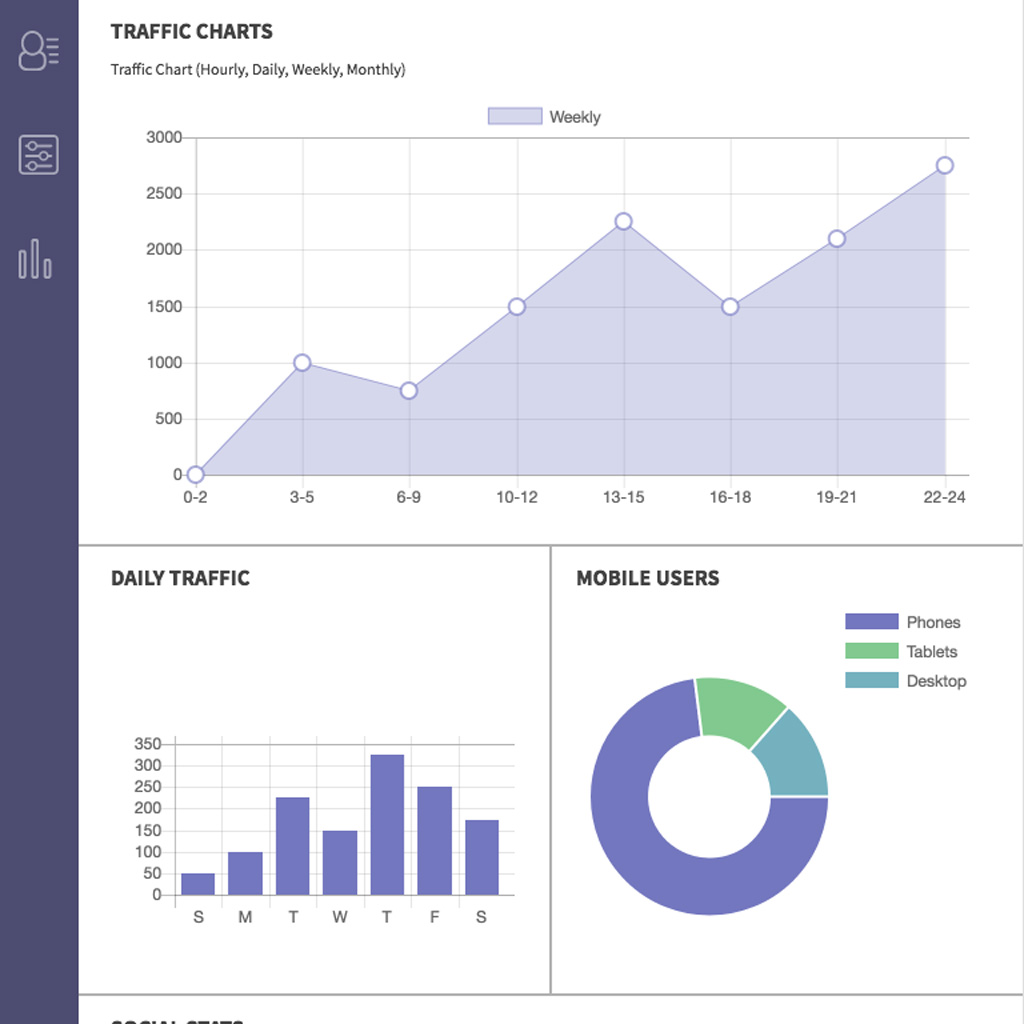 TRAFFIC CHARTS
Traffic Chart (Hourly, Daily, Weekly, Monthly)
Weekly
3000
2500
2000
1500
1000
500
0
0-2 3-5 6-9 10-12 13-15 16-18 19-21 22-24
DAILY TRAFFIC
350
300
250
200
150
100
50
0
S M T W T F S
MOBILE USERS
Phones
Tablets
Desktop
SOCIAL STATS